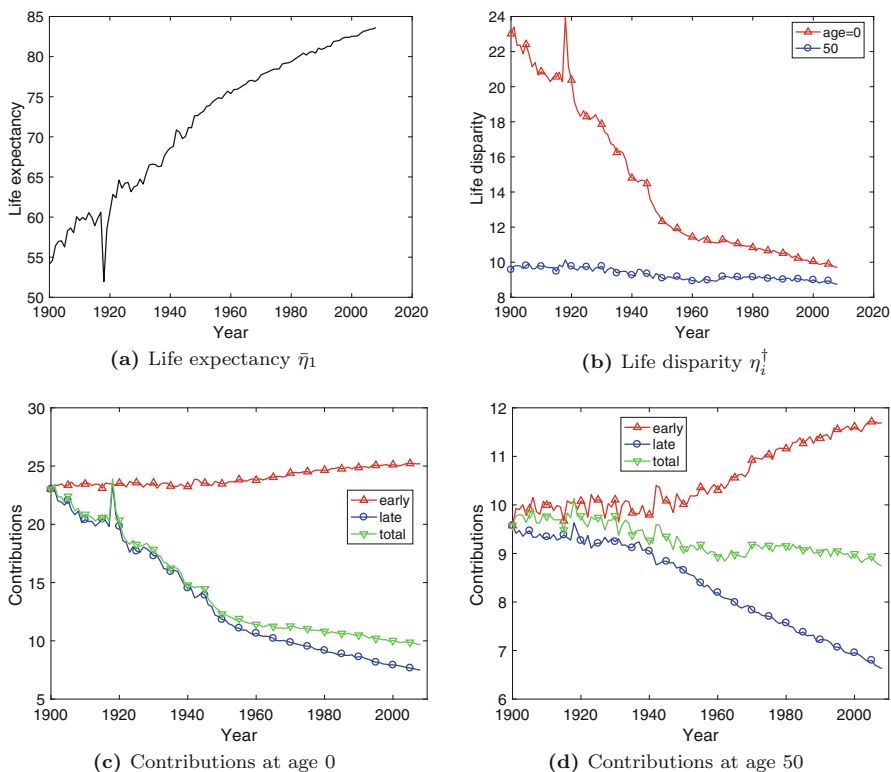 85
80
75
70
65
60
55
50
Life expectancy
1900 1920 1940 1960 1980 2000 2020
Year
(a) Life expectancy η̄₁
24
22
20
18
16
14
12
10
8
Life disparity
age=0
50
1900 1920 1940 1960 1980 2000 2020
Year
(b) Life disparity η†ᵢ
30
25
20
15
10
5
Contributions
early
late
total
1900 1920 1940 1960 1980 2000
Year
(c) Contributions at age 0
12
11
10
9
8
7
6
Contributions
early
late
total
1900 1920 1940 1960 1980 2000
Year
(d) Contributions at age 50